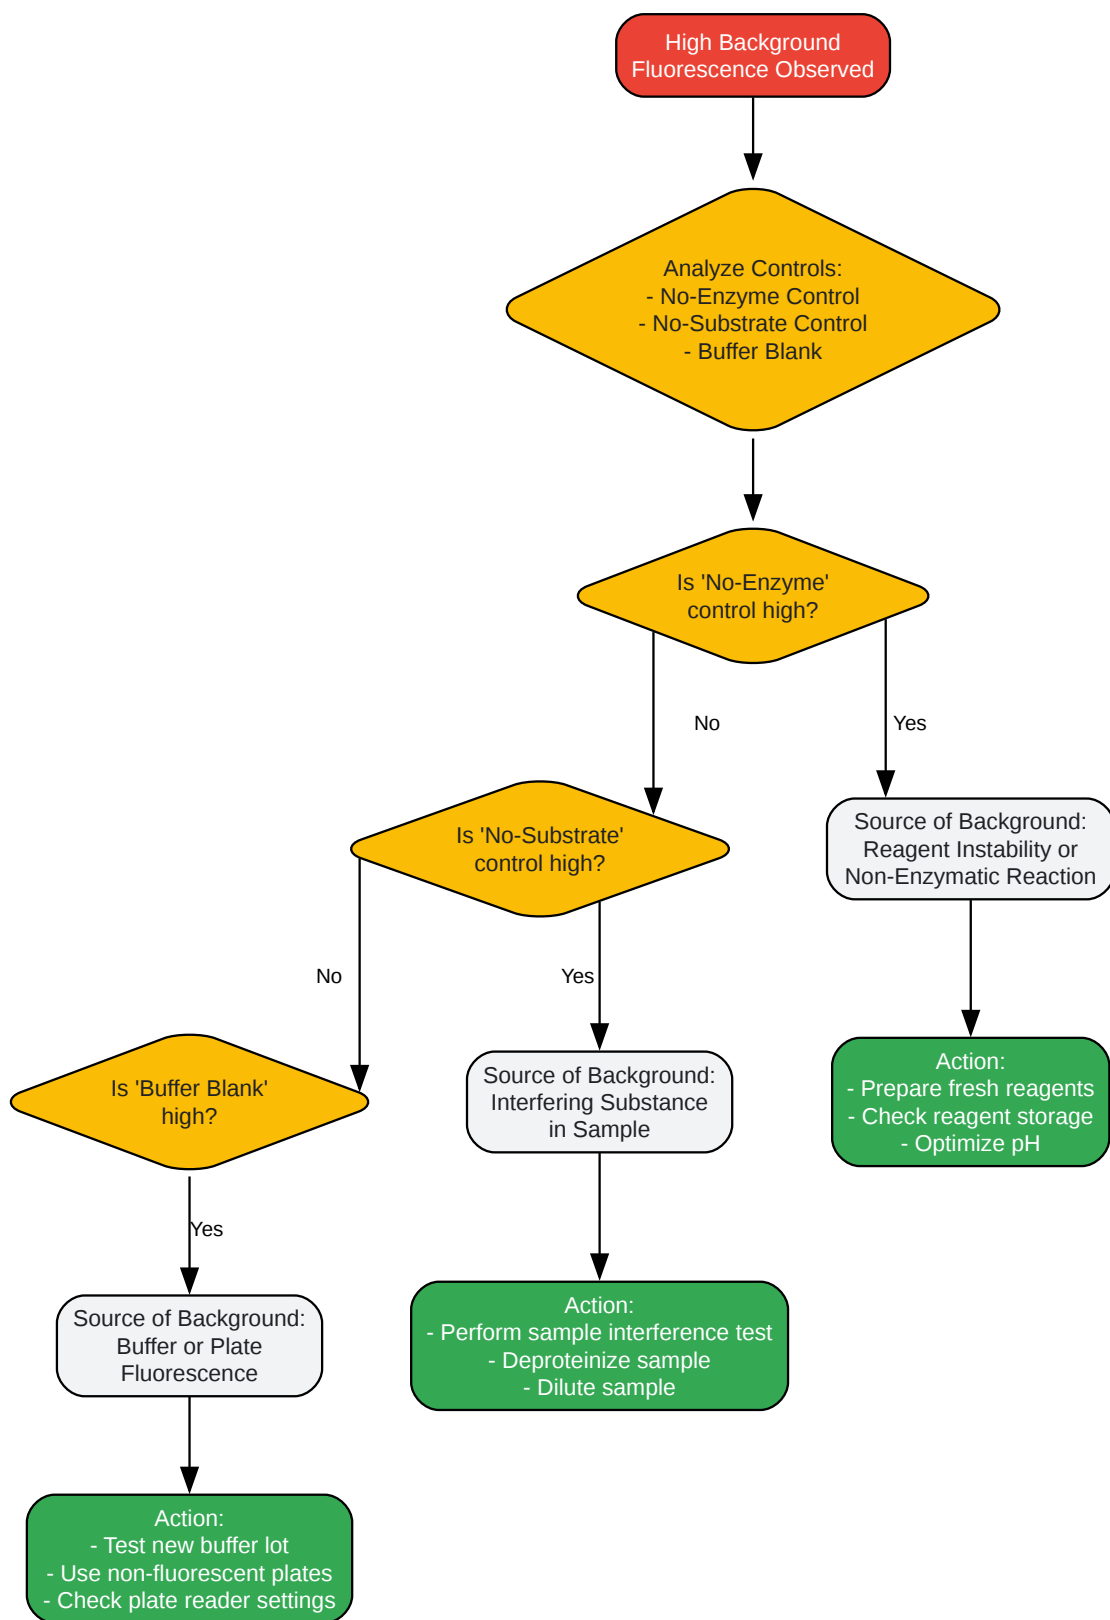 High Background
Fluorescence Observed
Analyze Controls:
- No-Enzyme Control
- No-Substrate Control
- Buffer Blank
Is 'No-Enzyme'
control high?
No
Yes
Is 'No-Substrate'
control high?
Source of Background:
Reagent Instability or
Non-Enzymatic Reaction
No
Yes
Is 'Buffer Blank'
high?
Source of Background:
Interfering Substance
in Sample
Action:
- Prepare fresh reagents
- Check reagent storage
- Optimize pH
Yes
Source of Background:
Buffer or Plate
Fluorescence
Action:
- Perform sample interference test
- Deproteinize sample
- Dilute sample
Action:
- Test new buffer lot
- Use non-fluorescent plates
- Check plate reader settings